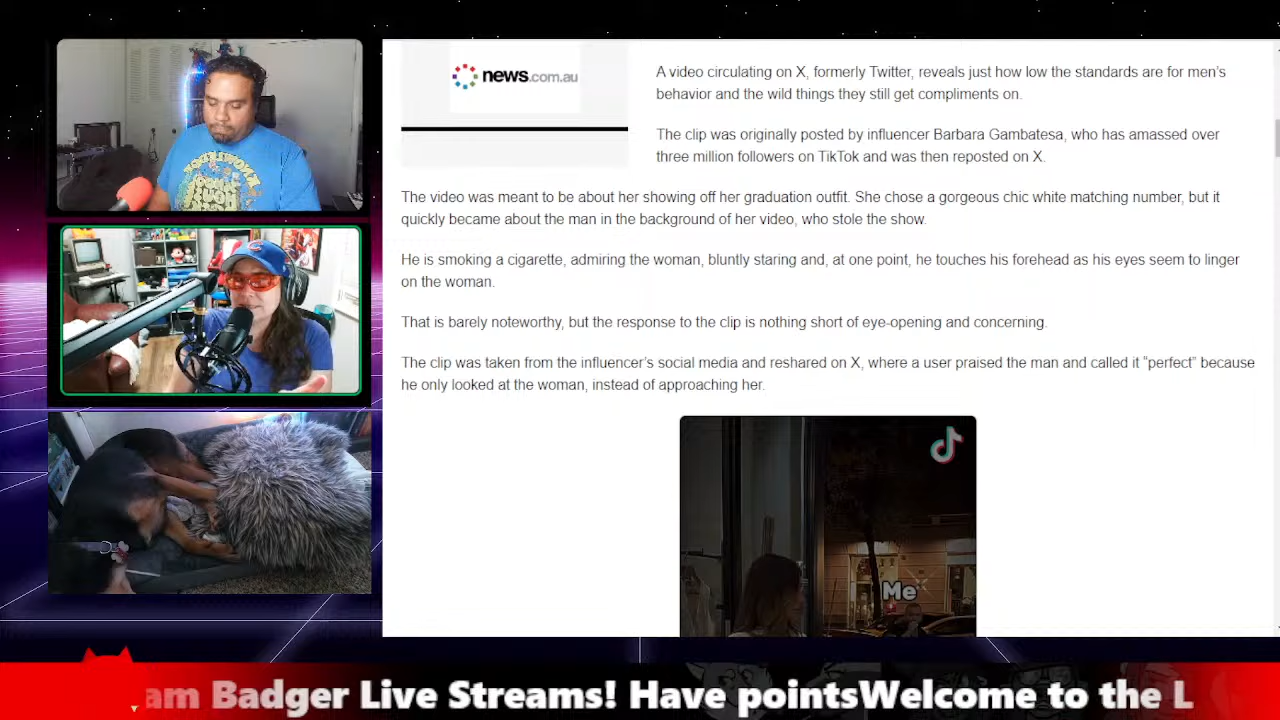 news.com.au
A video circulating on X, formerly Twitter, reveals just how low the standards are for men's
behavior and the wild things they still get compliments on.
The clip was originally posted by influencer Barbara Gambatesa, who has amassed over
three million followers on TikTok and was then reposted on X.
The video was meant to be about her showing off her graduation outfit. She chose a gorgeous chic white matching number, but it
quickly became about the man in the background of her video, who stole the show.
He is smoking a cigarette, admiring the woman, bluntly staring and, at one point, he touches his forehead as his eyes seem to linger
on the woman.
That is barely noteworthy, but the response to the clip is nothing short of eye-opening and concerning.
The clip was taken from the influencer's social media and reshared on X, where a user praised the man and called it “perfect” because
he only looked at the woman, instead of approaching her.
Me
am Badger Live Streams! Have pointsWelcome to the L